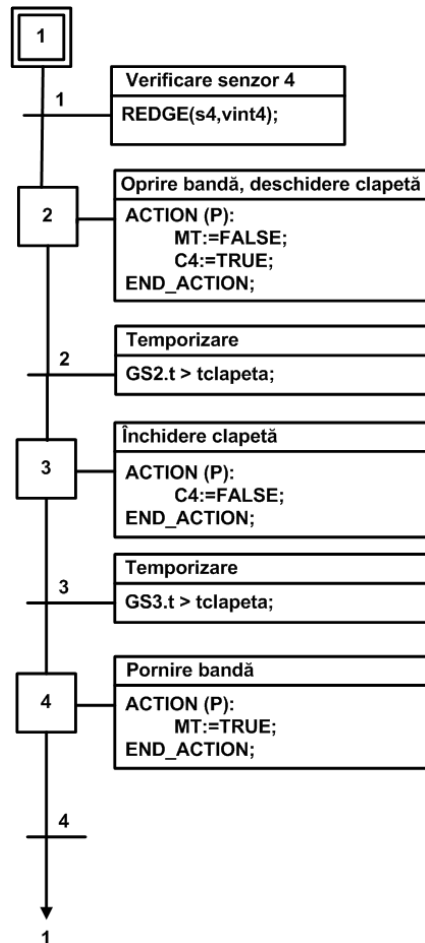 1
1
Verificare senzor 4
REDGE(s4,vint4);
2
Oprire bandă, deschidere clapetă
ACTION (P):
MT:=FALSE;
C4:=TRUE;
END_ACTION;
2
Temporizare
GS2.t > tclapeta;
3
Închidere clapetă
ACTION (P):
C4:=FALSE;
END_ACTION;
3
Temporizare
GS3.t > tclapeta;
4
Pornire bandă
ACTION (P):
MT:=TRUE;
END_ACTION;
4
1